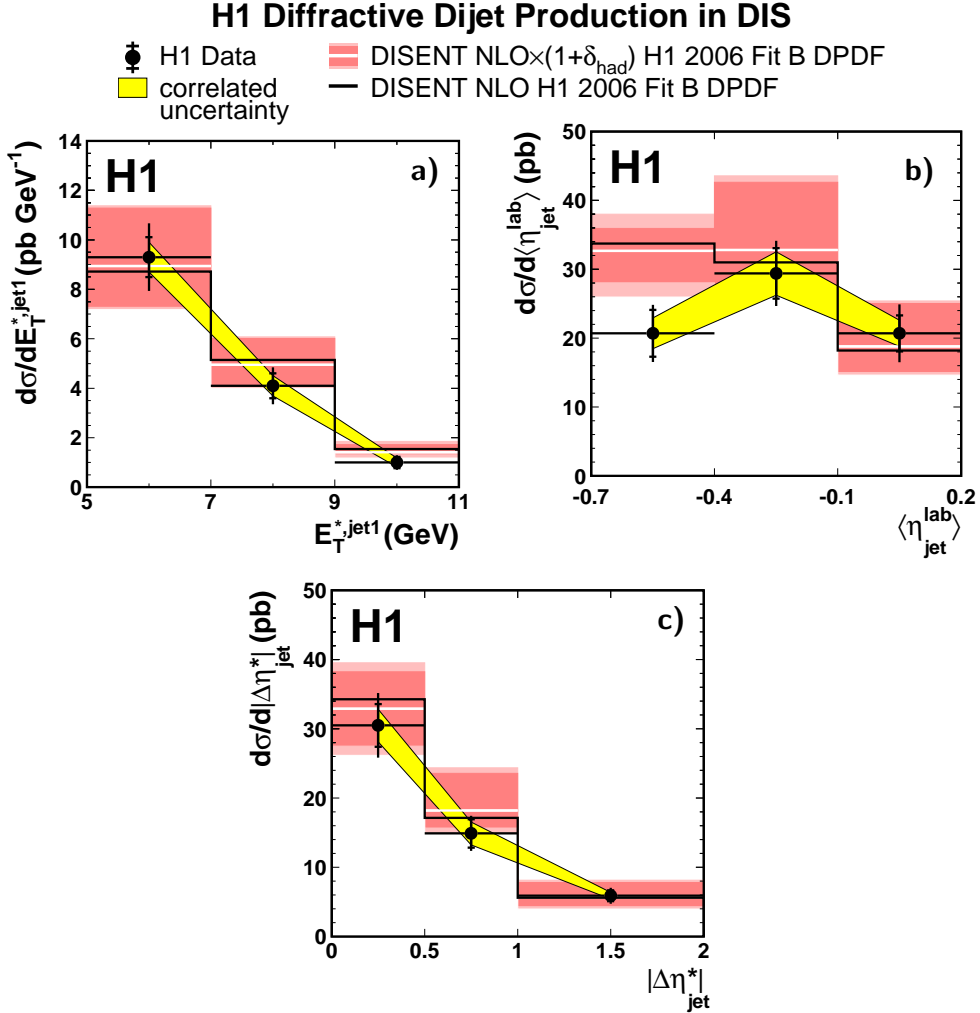 H1 Diffractive Dijet Production in DIS
H1 Data
DISENT NLO×(1+δhad) H1 2006 Fit B DPDF
correlated
uncertainty
DISENT NLO H1 2006 Fit B DPDF
H1
a)
dσ/dE*,jet1T (pb GeV-1)
14
12
10
8
6
4
2
0
5 7 9 11
E*,jet1T (GeV)
H1
b)
dσ/d⟨ηlabjet⟩ (pb)
50
40
30
20
10
0
-0.7 -0.4 -0.1 0.2
⟨ηlabjet⟩
H1
c)
dσ/d|Δη*jet| (pb)
50
40
30
20
10
0
0 0.5 1 1.5 2
|Δη*jet|